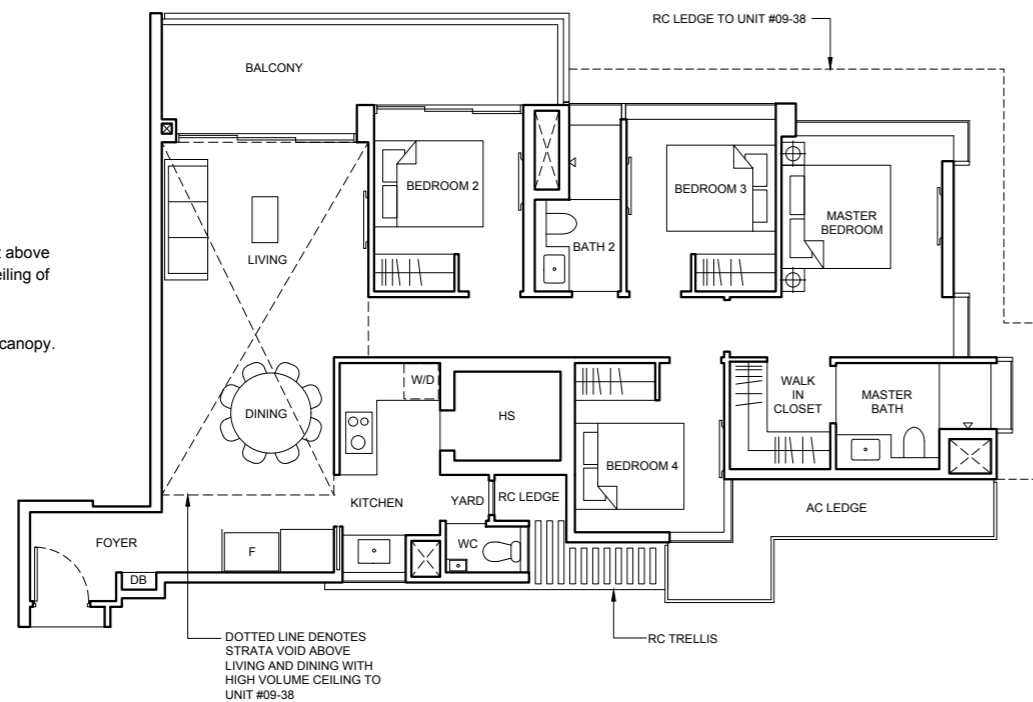 RC LEDGE TO UNIT #09-38
BALCONY
above
eiling of
canopy.
BEDROOM 2
BATH 2
BEDROOM 3
MASTER
BEDROOM
LIVING
DINING
W/D
HS
WALK
IN
CLOSET
MASTER
BATH
BEDROOM 4
KITCHEN
YARD
RC LEDGE
AC LEDGE
FOYER
F
WC
DB
DOTTED LINE DENOTES
STRATA VOID ABOVE
LIVING AND DINING WITH
HIGH VOLUME CEILING TO
UNIT #09-38
RC TRELLIS